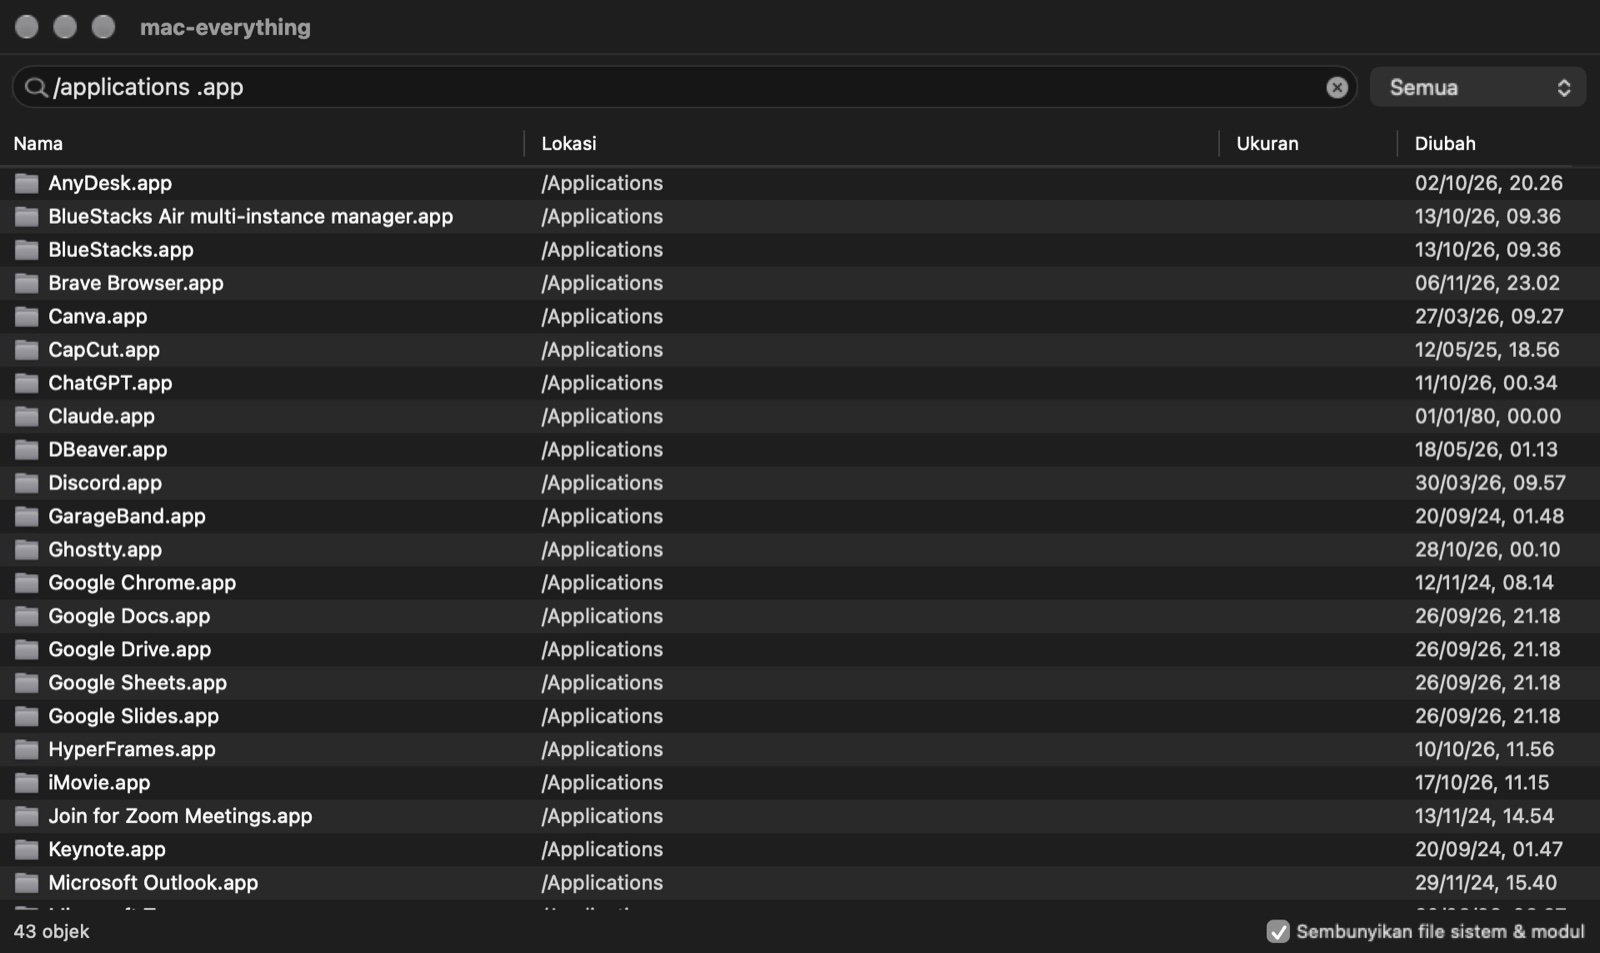 mac-everything
/applications .app
Semua
Nama Lokasi Ukuran Diubah
AnyDesk.app /Applications 02/10/26, 20.26
BlueStacks Air multi-instance manager.app /Applications 13/10/26, 09.36
BlueStacks.app /Applications 13/10/26, 09.36
Brave Browser.app /Applications 06/11/26, 23.02
Canva.app /Applications 27/03/26, 09.27
CapCut.app /Applications 12/05/25, 18.56
ChatGPT.app /Applications 11/10/26, 00.34
Claude.app /Applications 01/01/80, 00.00
DBeaver.app /Applications 18/05/26, 01.13
Discord.app /Applications 30/03/26, 09.57
GarageBand.app /Applications 20/09/24, 01.48
Ghostty.app /Applications 28/10/26, 00.10
Google Chrome.app /Applications 12/11/24, 08.14
Google Docs.app /Applications 26/09/26, 21.18
Google Drive.app /Applications 26/09/26, 21.18
Google Sheets.app /Applications 26/09/26, 21.18
Google Slides.app /Applications 26/09/26, 21.18
HyperFrames.app /Applications 10/10/26, 11.56
iMovie.app /Applications 17/10/26, 11.15
Join for Zoom Meetings.app /Applications 13/11/24, 14.54
Keynote.app /Applications 20/09/24, 01.47
Microsoft Outlook.app /Applications 29/11/24, 15.40
43 objek
Sembunyikan file sistem & modul